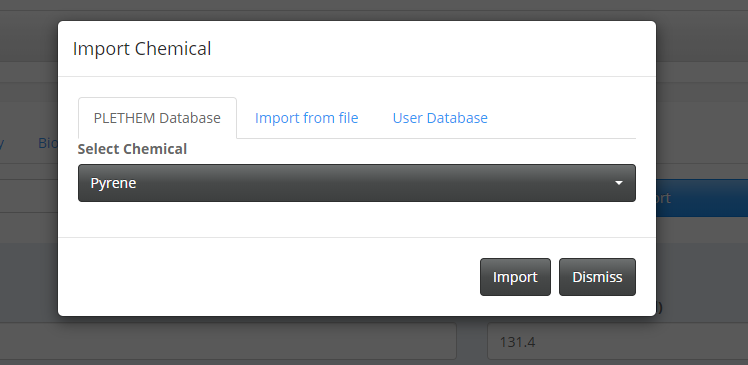 Import Chemical
PLETHEM Database Import from file User Database
Select Chemical
Pyrene
Import Dismiss
131.4